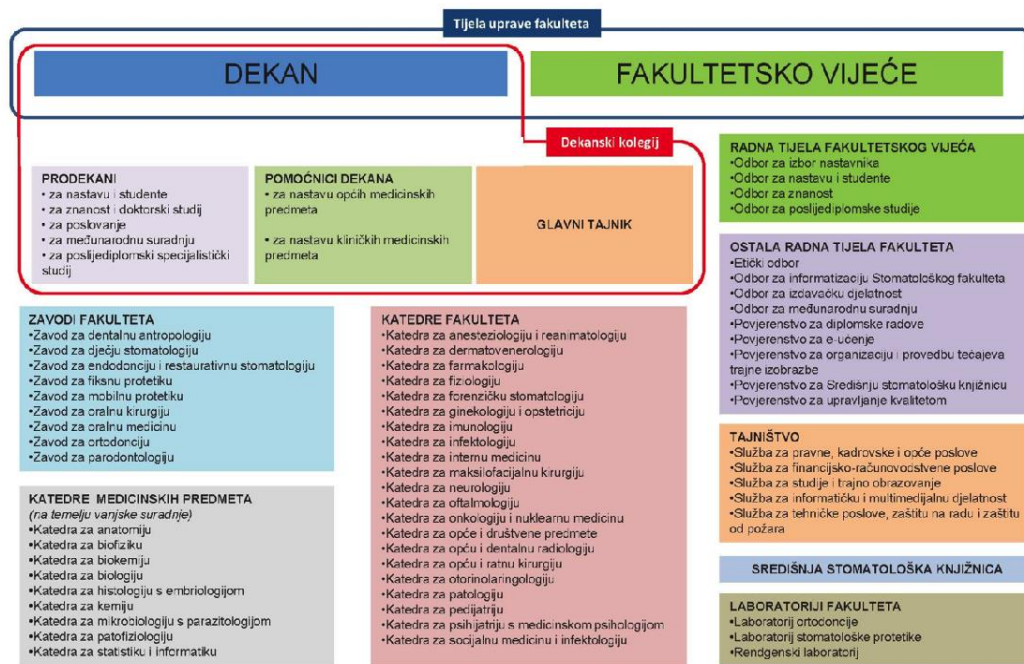 Tijela uprave fakulteta
DEKAN
FAKULTETSKO VIJEĆE
Dekanski kolegij
PRODEKANI
• za nastavu i studente
• za znanost i doktorski studij
• za poslovanje
• za međunarodnu suradnju
• za poslijediplomski specijalistički
studij
POMOĆNICI DEKANA
• za nastavu općih medicinskih
predmeta
• za nastavu kliničkih medicinskih
predmeta
GLAVNI TAJNIK
RADNA TIJELA FAKULTETSKOG VIJEĆA
•Odbor za izbor nastavnika
•Odbor za nastavu i studente
•Odbor za znanost
•Odbor za poslijediplomske studije
OSTALA RADNA TIJELA FAKULTETA
•Etički odbor
•Odbor za informatizaciju Stomatološkog fakulteta
•Odbor za izdavačku djelatnost
•Odbor za međunarodnu suradnju
•Povjerenstvo za diplomske radove
•Povjerenstvo za e-učenje
•Povjerenstvo za organizaciju i provedbu tečajeva
trajne izobrazbe
•Povjerenstvo za Središnju stomatološku knjižnicu
•Povjerenstvo za upravljanje kvalitetom
ZAVODI FAKULTETA
•Zavod za dentalnu antropologiju
•Zavod za dječju stomatologiju
•Zavod za endodonciju i restaurativnu stomatologiju
•Zavod za fiksnu protetiku
•Zavod za mobilnu protetiku
•Zavod za oralnu kirurgiju
•Zavod za oralnu medicinu
•Zavod za ortodonciju
•Zavod za parodontologiju
KATEDRE MEDICINSKIH PREDMETA
(na temelju vanjske suradnje)
•Katedra za anatomiju
•Katedra za biofiziku
•Katedra za biokemiju
•Katedra za biologiju
•Katedra za histologiju s embriologijom
•Katedra za kemiju
•Katedra za mikrobiologiju s parazitologijom
•Katedra za patofiziologiju
•Katedra za statistiku i informatiku
KATEDRE FAKULTETA
•Katedra za anesteziologiju i reanimatologiju
•Katedra za dermatovenerologiju
•Katedra za farmakologiju
•Katedra za fiziologiju
•Katedra za forenzičku stomatologiju
•Katedra za ginekologiju i opstetriciju
•Katedra za imunologiju
•Katedra za infektologiju
•Katedra za internu medicinu
•Katedra za maksilofacijalnu kirurgiju
•Katedra za neurologiju
•Katedra za oftalmologiju
•Katedra za onkologiju i nuklearnu medicinu
•Katedra za opće i društvene predmete
•Katedra za opću i dentalnu radiologiju
•Katedra za opću i ratnu kirurgiju
•Katedra za otorinolaringologiju
•Katedra za patologiju
•Katedra za pedijatriju
•Katedra za psihijatriju s medicinskom psihologijom
•Katedra za socijalnu medicinu i infektologiju
TAJNIŠTVO
•Služba za pravne, kadrovske i opće poslove
•Služba za financijsko-računovodstvene poslove
•Služba za studije i trajno obrazovanje
•Služba za informatičku i multimedijalnu djelatnost
•Služba za tehničke poslove, zaštitu na radu i zaštitu
od požara
SREDIŠNJA STOMATOLOŠKA KNJIŽNICA
LABORATORIJI FAKULTETA
•Laboratorij ortodoncije
•Laboratorij stomatološke protetike
•Rendgenski laboratorij